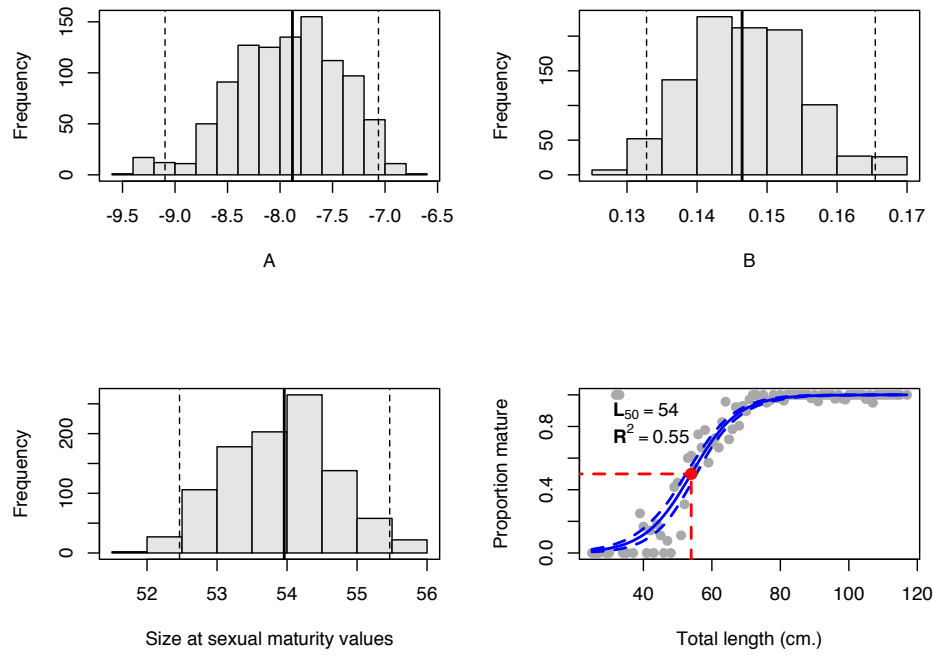 Frequency
0 50 100 150
-9.5 -9.0 -8.5 -8.0 -7.5 -7.0 -6.5
A
Frequency
0 50 150
0.13 0.14 0.15 0.16 0.17
B
Frequency
0 100 200
52 53 54 55 56
Size at sexual maturity values
Proportion mature
0.0 0.4 0.8
L50 = 54
R2 = 0.55
40 60 80 100 120
Total length (cm.)